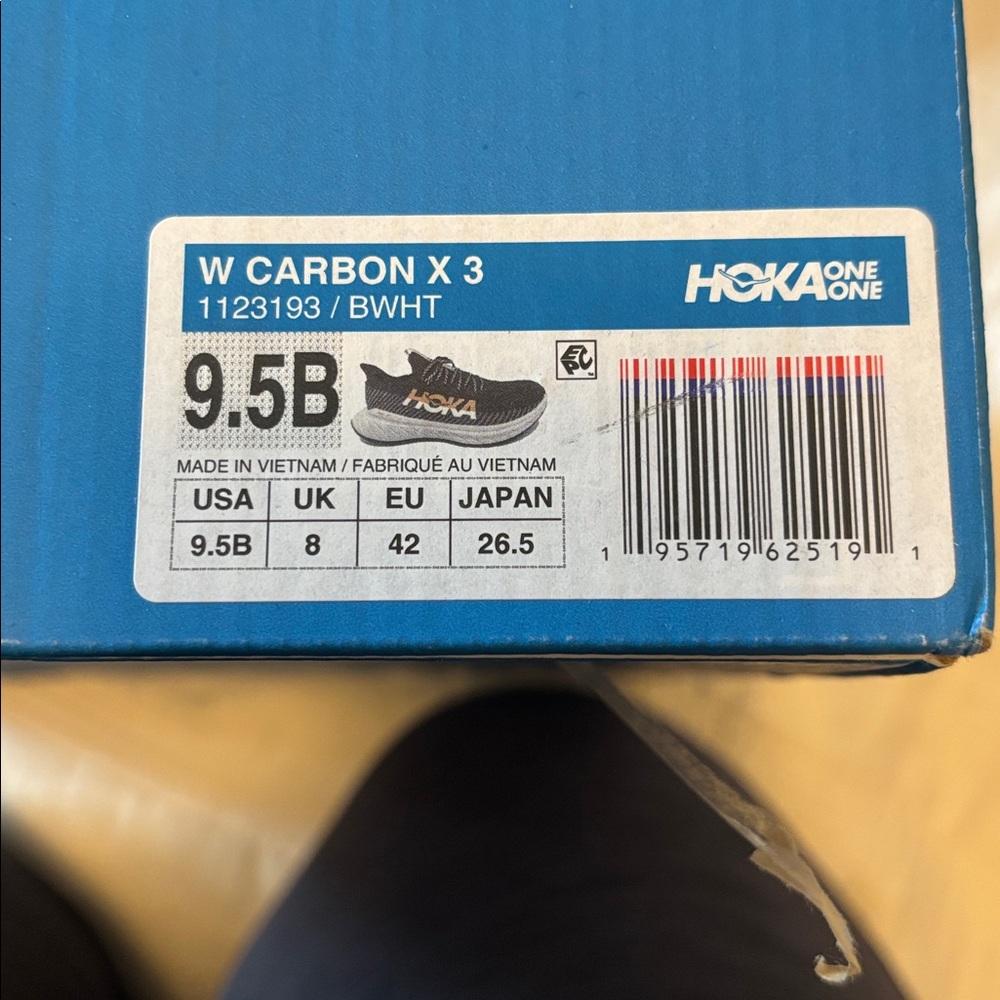 W CARBON X 3
1123193 / BWHT
HOKA ONE ONE
9.5B
HOKA
EPC™
MADE IN VIETNAM / FABRIQUÉ AU VIETNAM
USA UK EU JAPAN
9.5B 8 42 26.5
1 95719 62519 1